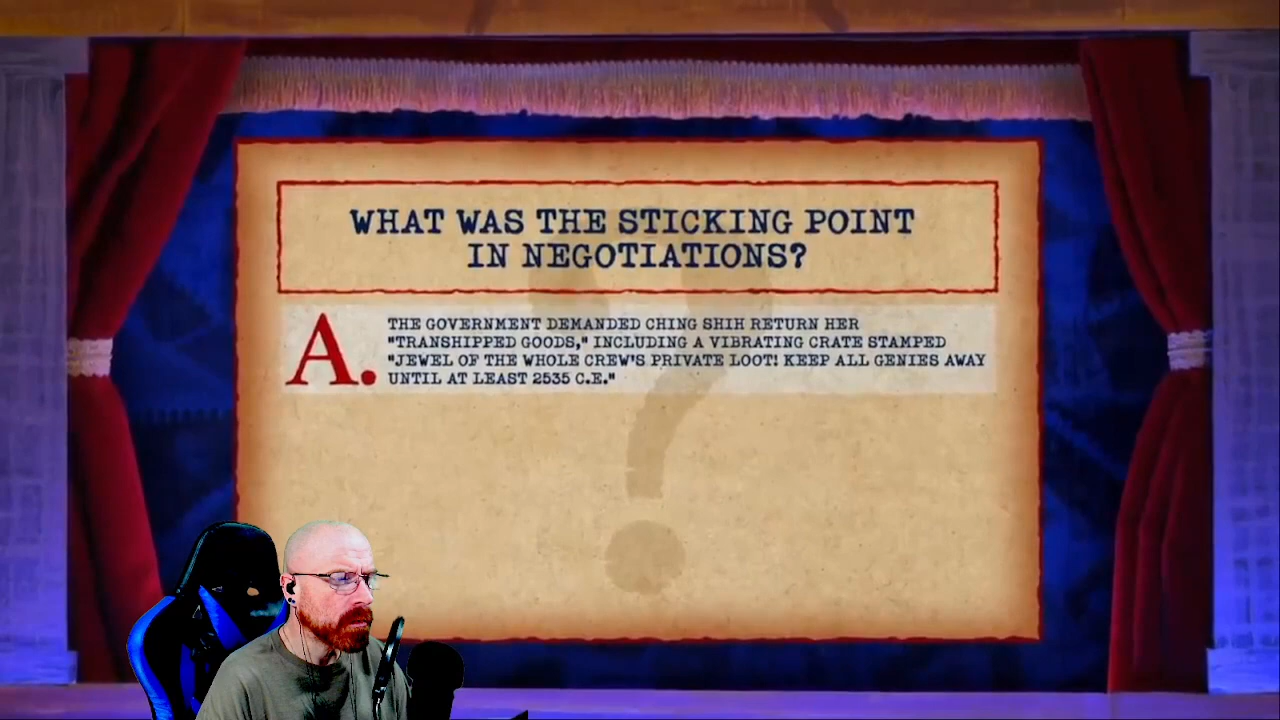 WHAT WAS THE STICKING POINT
IN NEGOTIATIONS?
A.
THE GOVERNMENT DEMANDED CHING SHIH RETURN HER
"TRANSHIPPED GOODS," INCLUDING A VIBRATING CRATE STAMPED
"JEWEL OF THE WHOLE CREW'S PRIVATE LOOT! KEEP ALL GENIES AWAY
UNTIL AT LEAST 2535 C.E."